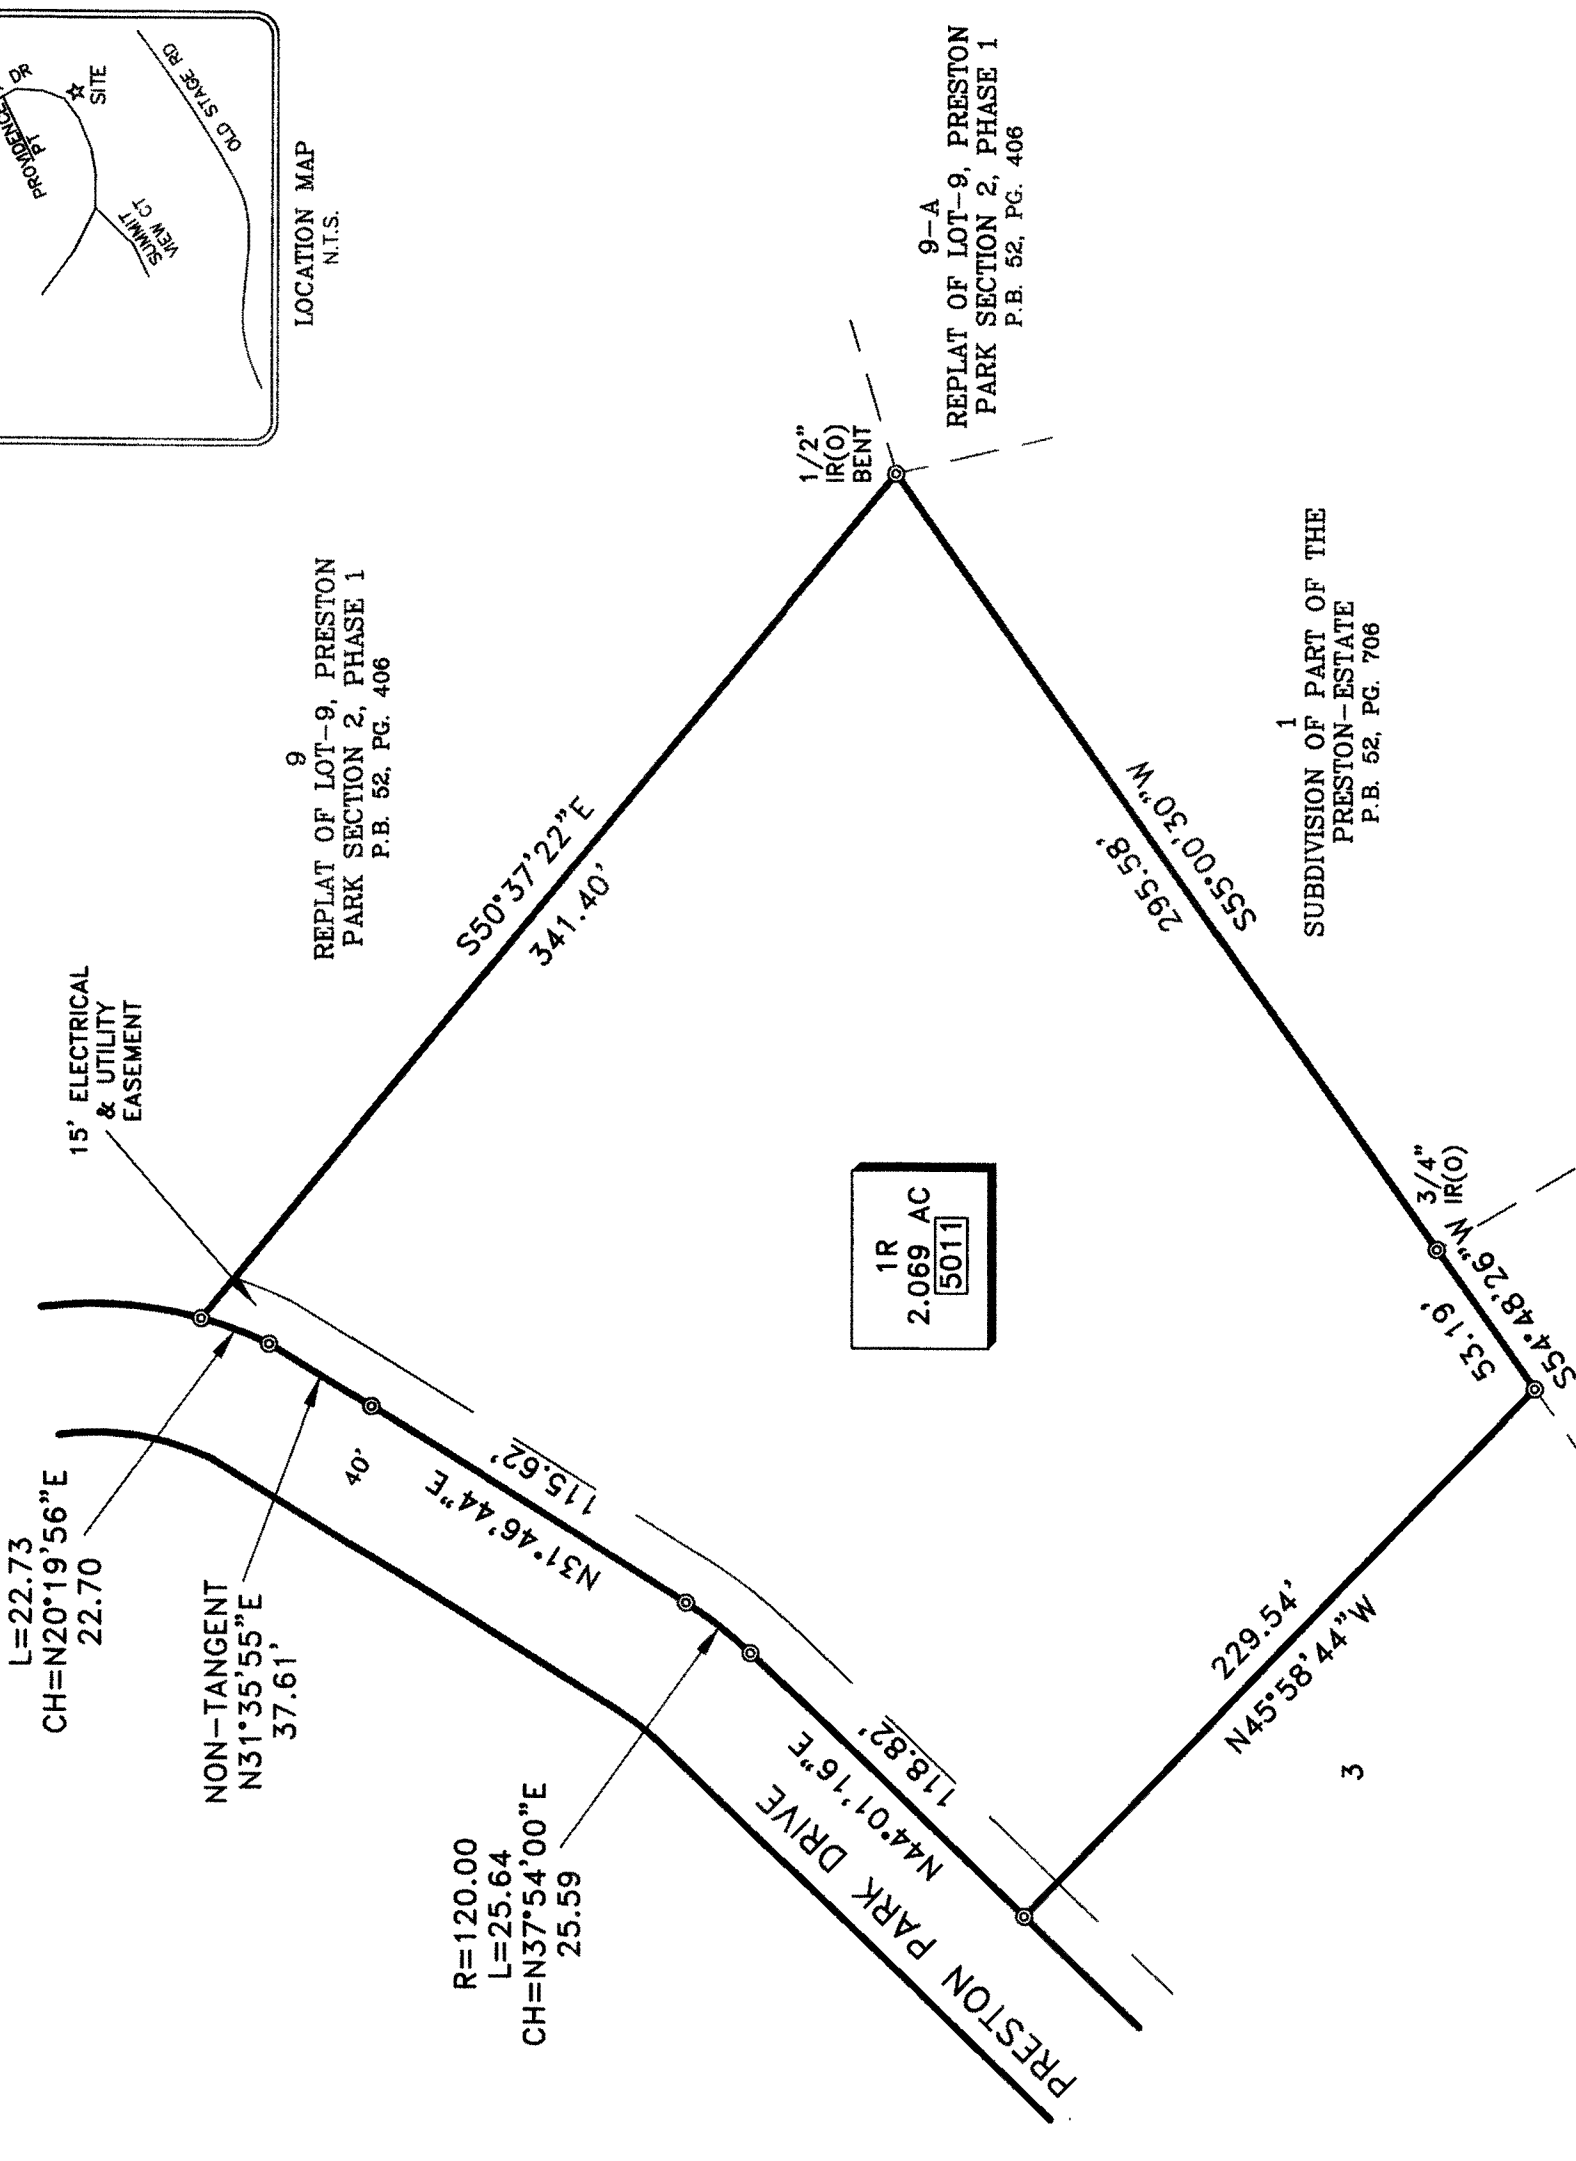 PROVIDENCE
PT
DR
SITE
OLD STAGE RD
SUMMIT
VIEW CT
LOCATION MAP
N.T.S.
9-A
REPLAT OF LOT-9, PRESTON
PARK SECTION 2, PHASE 1
P.B. 52, PG. 406
1/2"
IR(O)
BENT
9
REPLAT OF LOT-9, PRESTON
PARK SECTION 2, PHASE 1
P.B. 52, PG. 406
15' ELECTRICAL
& UTILITY
EASEMENT
S50°37'22"E
341.40'
295.58'
S55°00'30"W
1
SUBDIVISION OF PART OF THE
PRESTON-ESTATE
P.B. 52, PG. 706
1R
2.069 AC
5011
3/4"
IR(O)
53.19'
S54°48'26"W
L=22.73
CH=N20°19'56"E
22.70
NON-TANGENT
N31°35'55"E
37.61'
40'
115.62'
N31°46'44"E
R=120.00
L=25.64
CH=N37°54'00"E
25.59
118.82'
N44°01'16"E
PRESTON PARK DRIVE
229.54'
N45°58'44"W
3